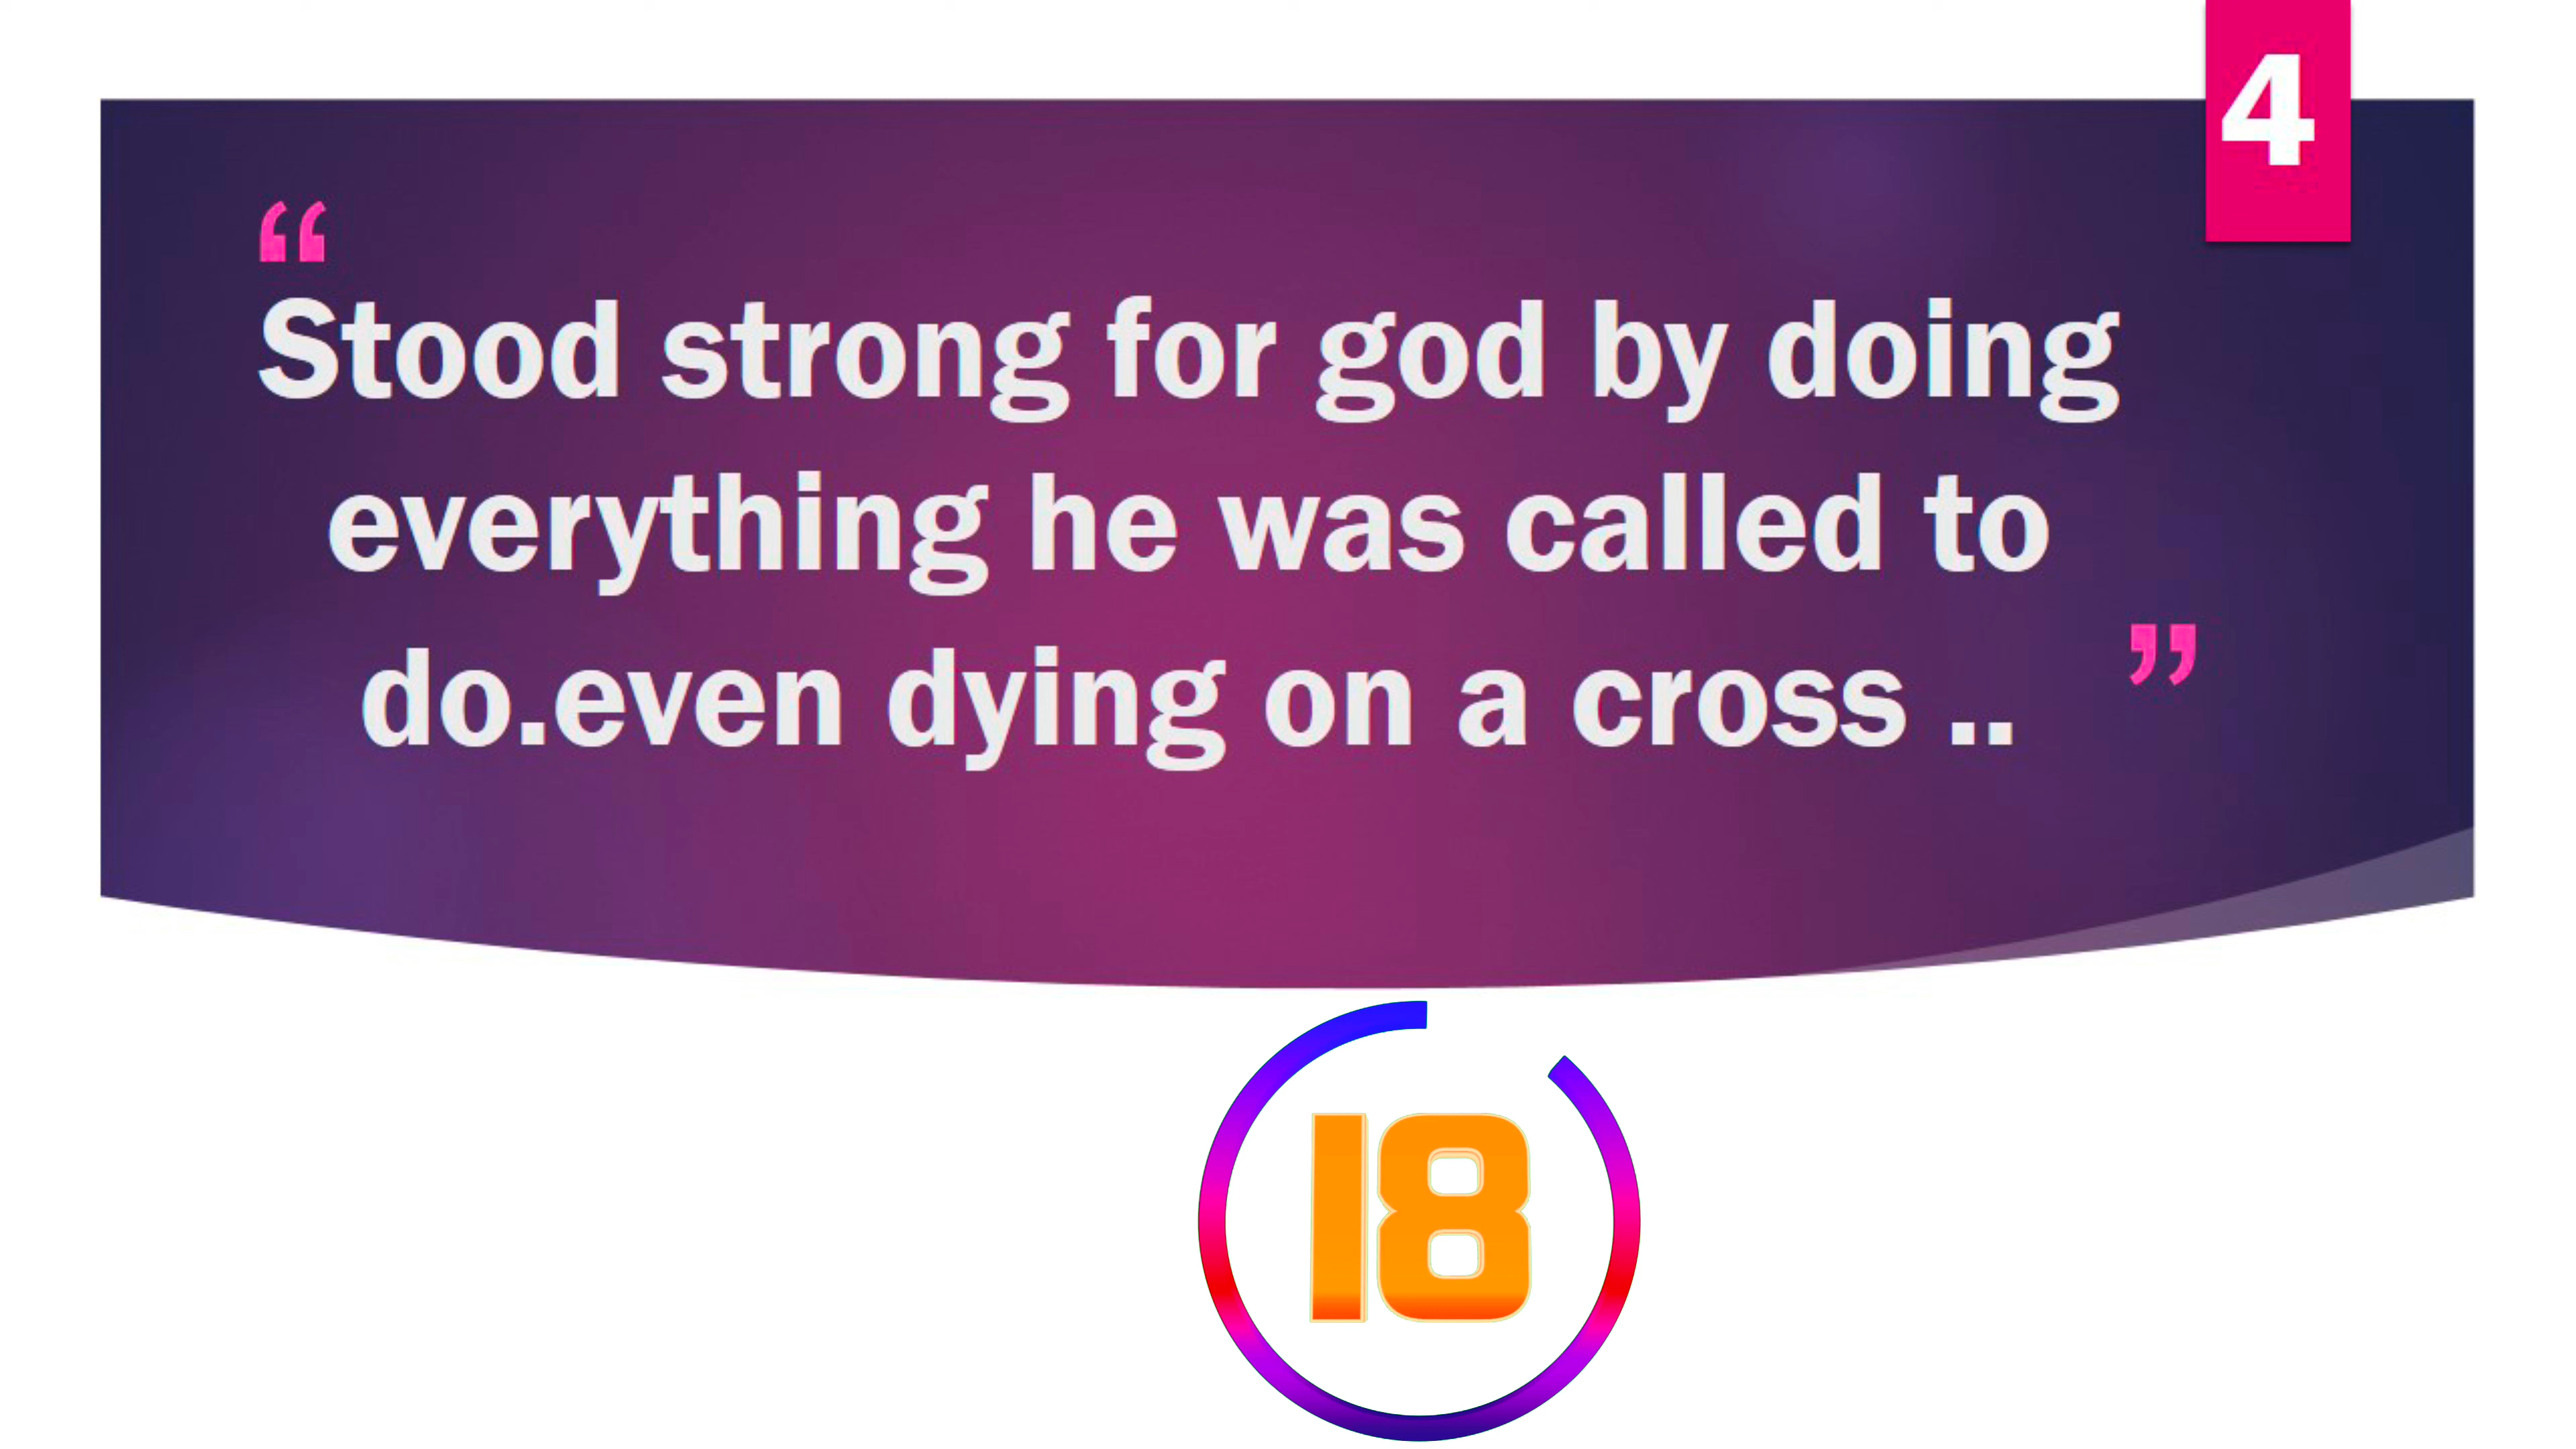 4
“
Stood strong for god by doing
everything he was called to
do.even dying on a cross ..
”
18